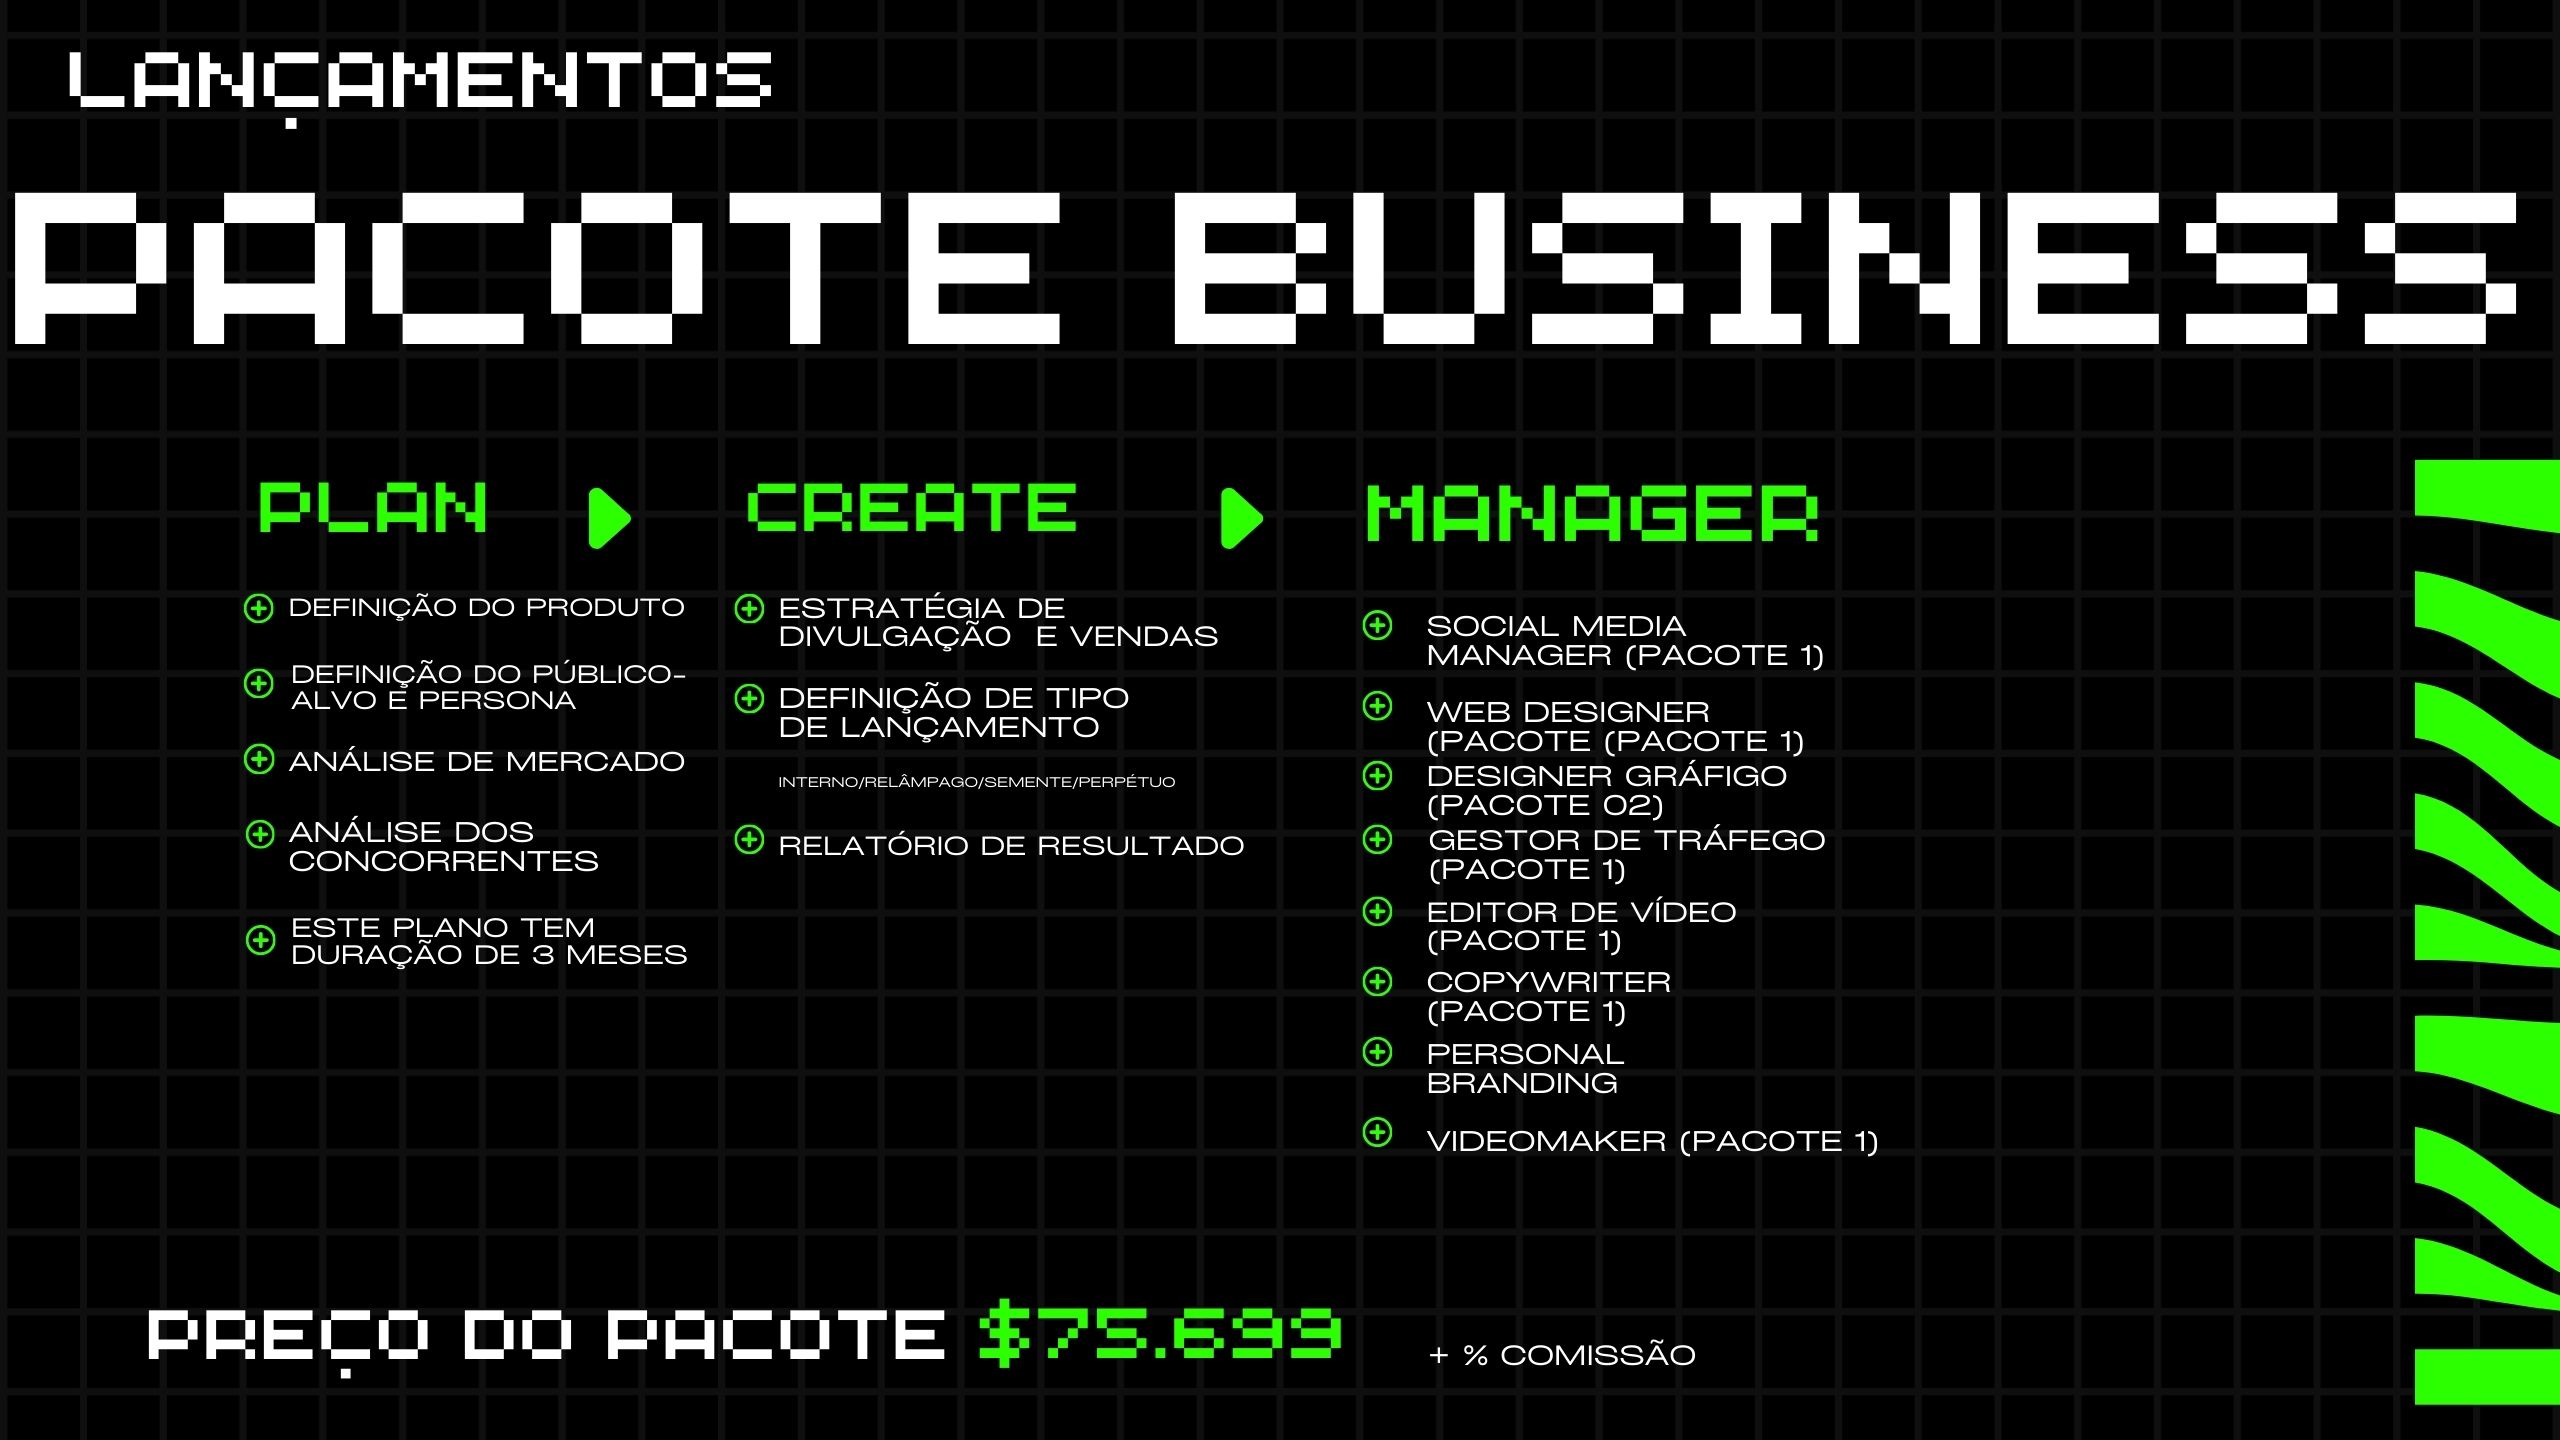 LANÇAMENTOS
PACOTE BUSINESS
PLAN
DEFINIÇÃO DO PRODUTO
DEFINIÇÃO DO PÚBLICO-
ALVO E PERSONA
ANÁLISE DE MERCADO
ANÁLISE DOS
CONCORRENTES
ESTE PLANO TEM
DURAÇÃO DE 3 MESES
CREATE
ESTRATÉGIA DE
DIVULGAÇÃO  E VENDAS
DEFINIÇÃO DE TIPO
DE LANÇAMENTO
INTERNO/RELÂMPAGO/SEMENTE/PERPÉTUO
RELATÓRIO DE RESULTADO
MANAGER
SOCIAL MEDIA
MANAGER (PACOTE 1)
WEB DESIGNER
(PACOTE (PACOTE 1)
DESIGNER GRÁFIGO
(PACOTE 02)
GESTOR DE TRÁFEGO
(PACOTE 1)
EDITOR DE VÍDEO
(PACOTE 1)
COPYWRITER
(PACOTE 1)
PERSONAL
BRANDING
VIDEOMAKER (PACOTE 1)
PREÇO DO PACOTE $75.699
+ % COMISSÃO